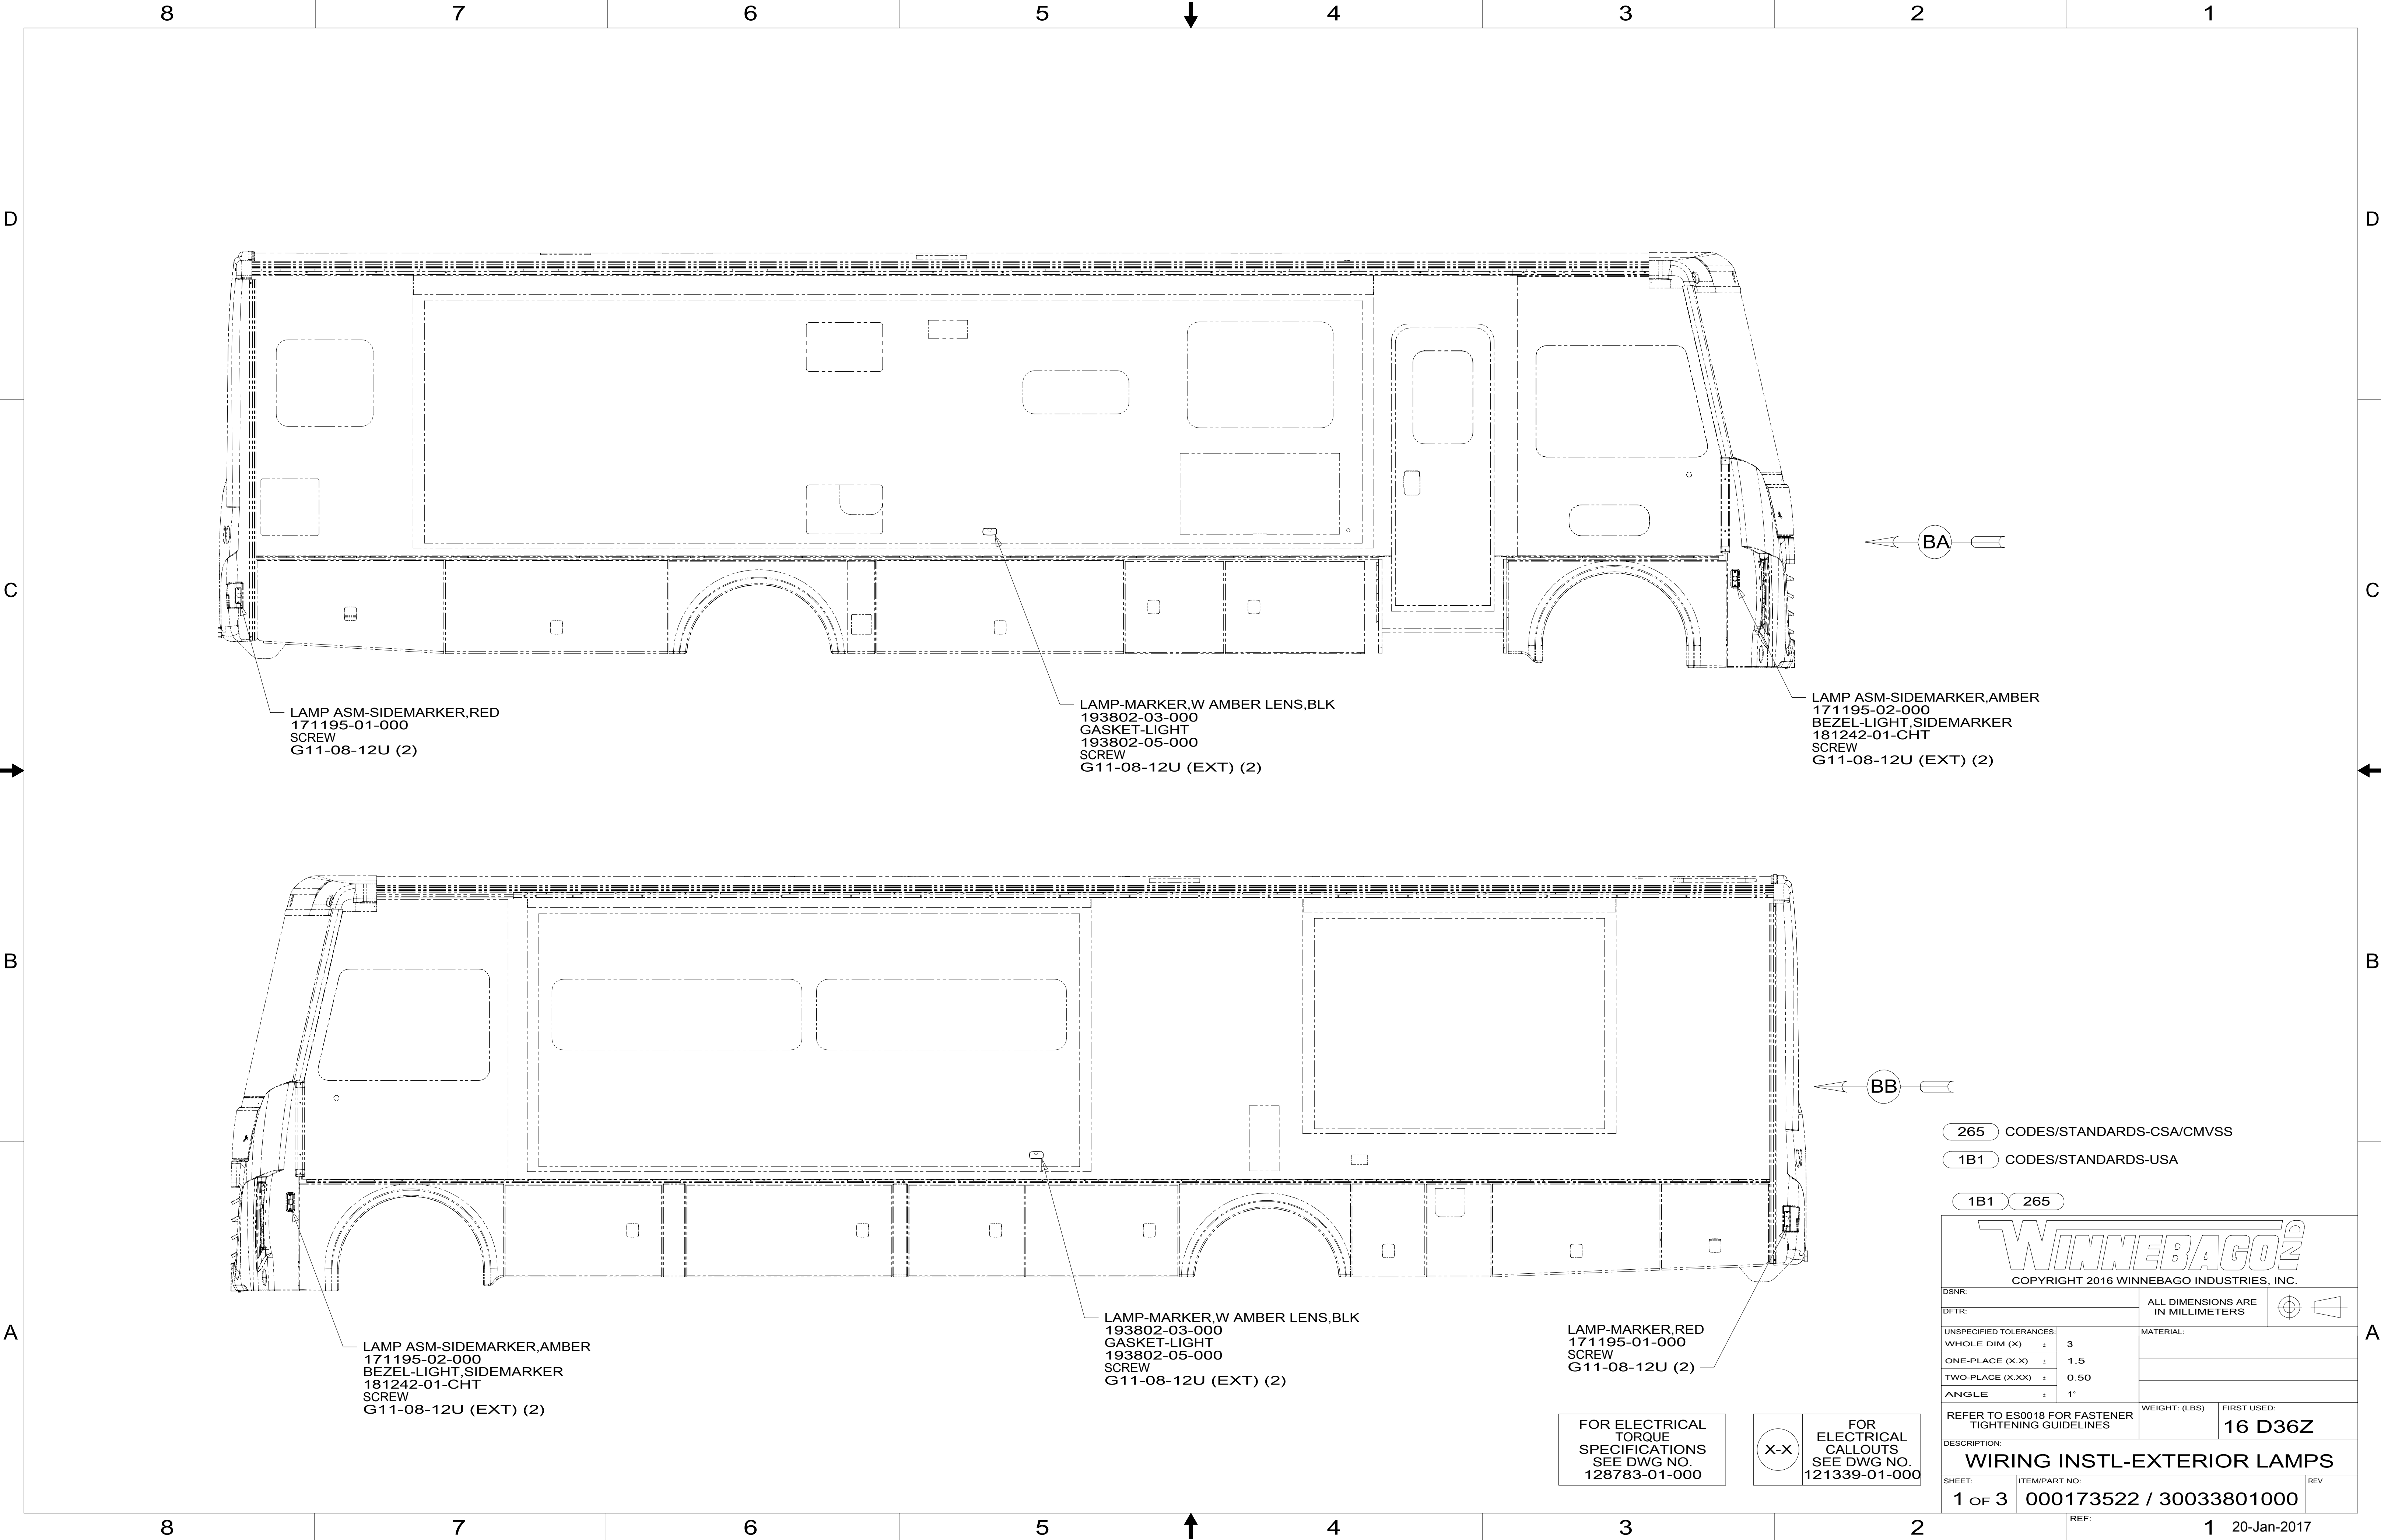 8 7 6 5 4 3 2 1
D D
C C
B B
A A
BA
LAMP ASM-SIDEMARKER,RED
171195-01-000
SCREW
G11-08-12U (2)
LAMP-MARKER,W AMBER LENS,BLK
193802-03-000
GASKET-LIGHT
193802-05-000
SCREW
G11-08-12U (EXT) (2)
LAMP ASM-SIDEMARKER,AMBER
171195-02-000
BEZEL-LIGHT,SIDEMARKER
181242-01-CHT
SCREW
G11-08-12U (EXT) (2)
BB
LAMP ASM-SIDEMARKER,AMBER
171195-02-000
BEZEL-LIGHT,SIDEMARKER
181242-01-CHT
SCREW
G11-08-12U (EXT) (2)
LAMP-MARKER,W AMBER LENS,BLK
193802-03-000
GASKET-LIGHT
193802-05-000
SCREW
G11-08-12U (EXT) (2)
LAMP-MARKER,RED
171195-01-000
SCREW
G11-08-12U (2)
FOR ELECTRICAL
TORQUE
SPECIFICATIONS
SEE DWG NO.
128783-01-000
X-X
FOR
ELECTRICAL
CALLOUTS
SEE DWG NO.
121339-01-000
265 CODES/STANDARDS-CSA/CMVSS
1B1 CODES/STANDARDS-USA
1B1 265
WINNEBAGO IND
COPYRIGHT 2016 WINNEBAGO INDUSTRIES, INC.
DSNR:
DFTR:
ALL DIMENSIONS ARE
IN MILLIMETERS
UNSPECIFIED TOLERANCES:
WHOLE DIM (X) ± 3
ONE-PLACE (X.X) ± 1.5
TWO-PLACE (X.XX) ± 0.50
ANGLE ± 1°
MATERIAL:
REFER TO ES0018 FOR FASTENER
TIGHTENING GUIDELINES
WEIGHT: (LBS)
FIRST USED:
16 D36Z
DESCRIPTION:
WIRING INSTL-EXTERIOR LAMPS
SHEET:
1 OF 3
ITEM/PART NO:
000173522 / 30033801000
REV
REF:
8 7 6 5 4 3 2 1
20-Jan-2017